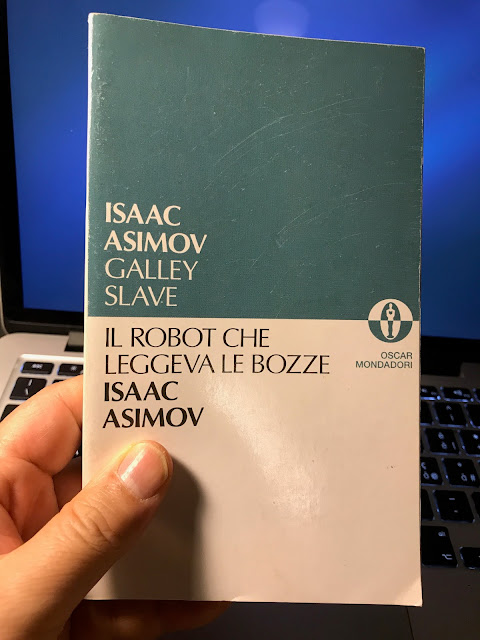 ISAAC
ASIMOV
GALLEY
SLAVE
IL ROBOT CHE
LEGGEVA LE BOZZE
ISAAC
ASIMOV
OSCAR
MONDADORI